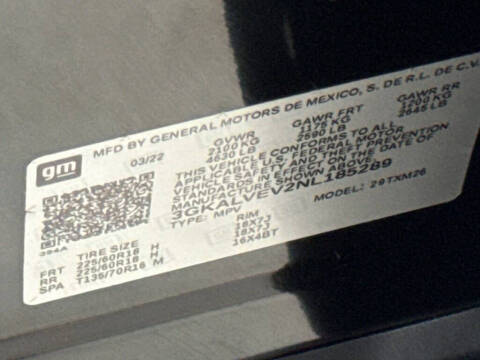 gm
MFD BY GENERAL MOTORS DE MEXICO, S. DE R.L. DE C.V.
03/22 GVWR GAWR FRT GAWR RR
2100 KG 1175 KG 1200 KG
4630 LB 2590 LB 2645 LB
THIS VEHICLE CONFORMS TO ALL
APPLICABLE U.S. FEDERAL MOTOR
VEHICLE SAFETY AND THEFT PREVENTION
STANDARDS IN EFFECT ON THE DATE OF
MANUFACTURE SHOWN ABOVE.
3GKALVEV2NL185289
TYPE: MPV MODEL: 29TXM26
394A
TIRE SIZE RIM
FRT 225/60R18 H 18X7J
RR 225/60R18 H 18X7J
SPA T135/70R16 M 16X4BT